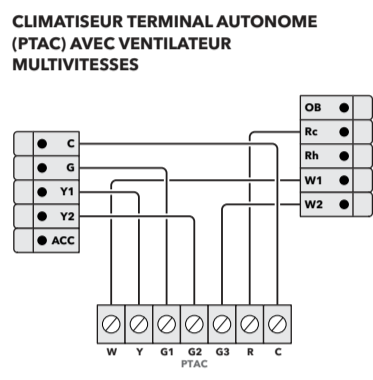 CLIMATISEUR TERMINAL AUTONOME
(PTAC) AVEC VENTILATEUR
MULTIVITESSES
OB
Rc
Rh
W1
W2
C
G
Y1
Y2
ACC
W Y G1 G2 G3 R C
PTAC